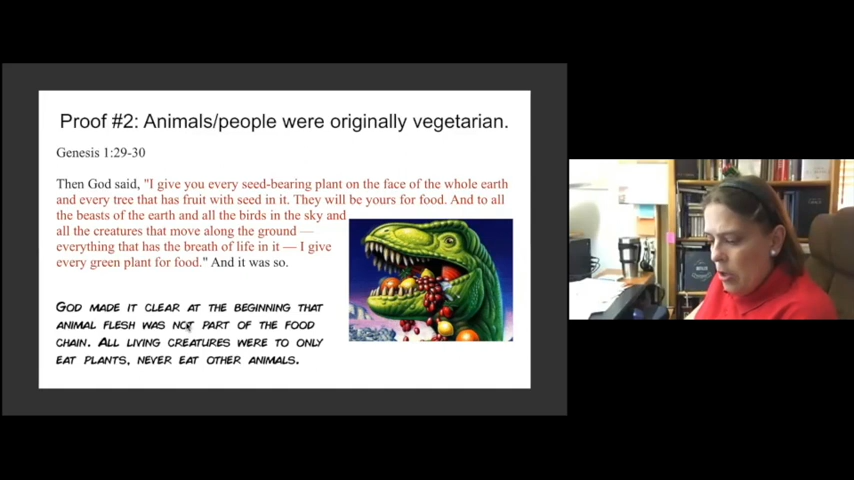 Proof #2: Animals/people were originally vegetarian.
Genesis 1:29-30
Then God said, "I give you every seed-bearing plant on the face of the whole earth
and every tree that has fruit with seed in it. They will be yours for food. And to all
the beasts of the earth and all the birds in the sky and
all the creatures that move along the ground —
everything that has the breath of life in it — I give
every green plant for food." And it was so.
GOD MADE IT CLEAR AT THE BEGINNING THAT
ANIMAL FLESH WAS NOT PART OF THE FOOD
CHAIN. ALL LIVING CREATURES WERE TO ONLY
EAT PLANTS, NEVER EAT OTHER ANIMALS.